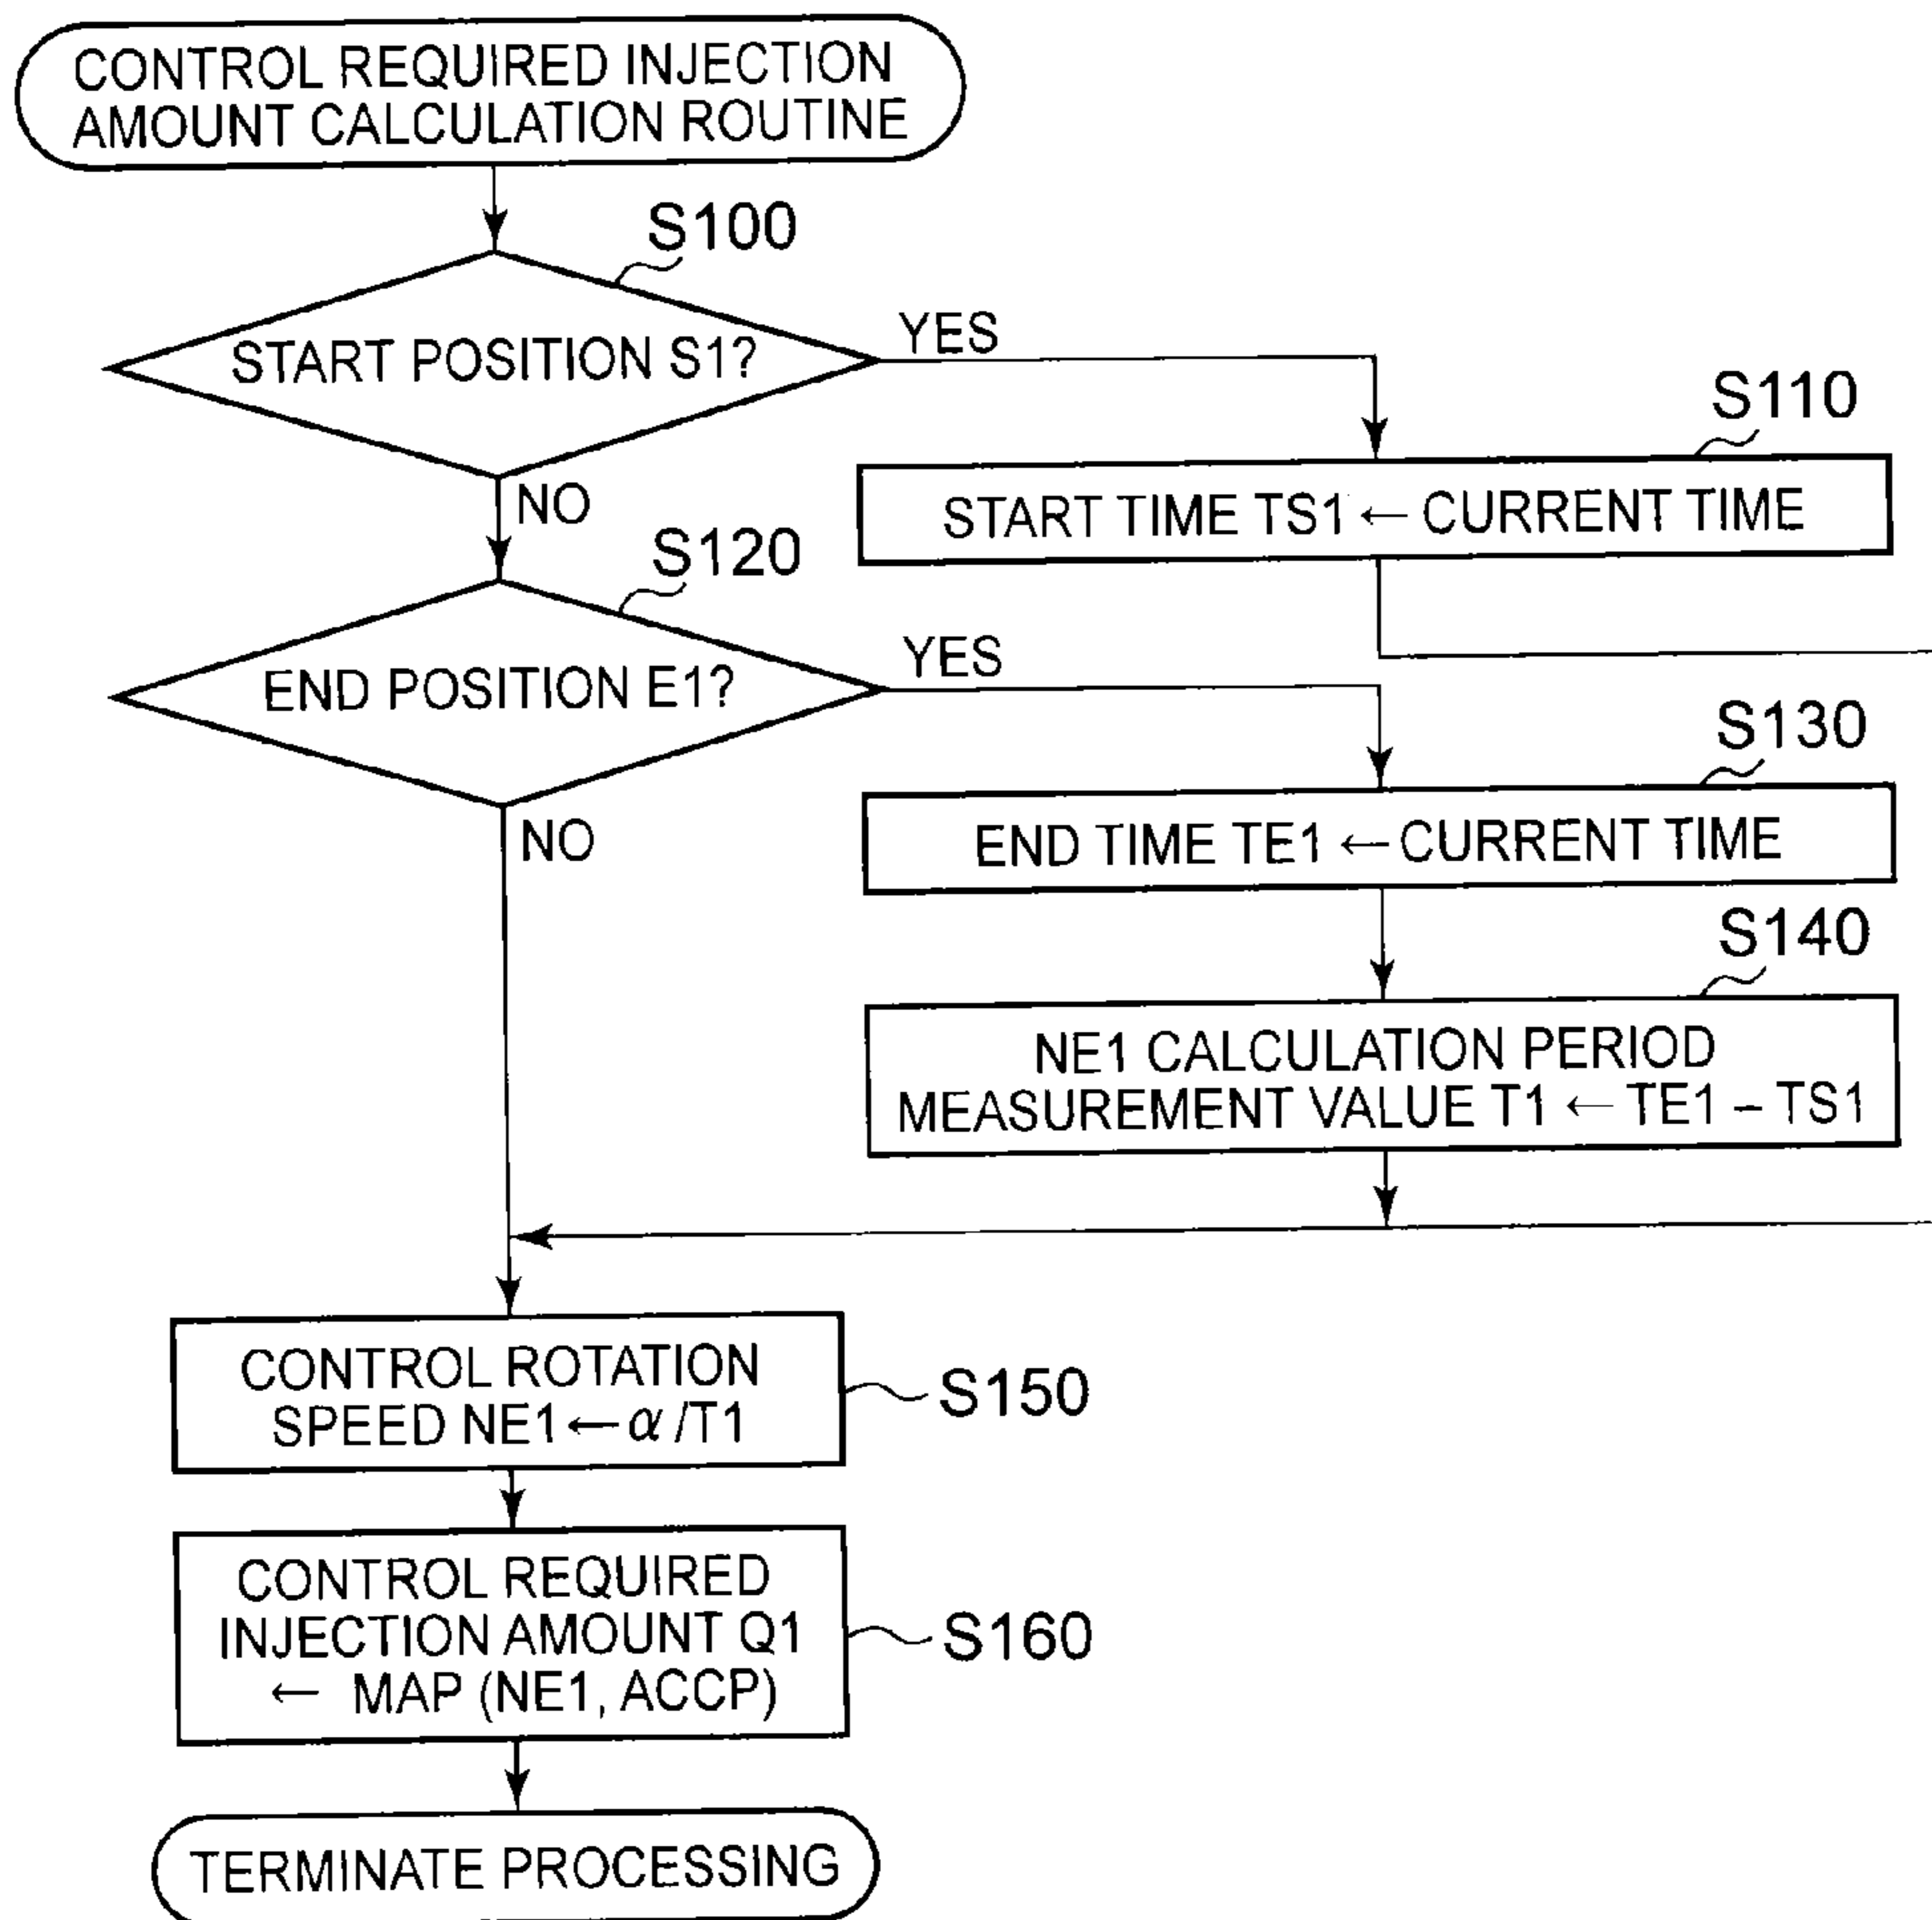 CONTROL REQUIRED INJECTION
AMOUNT CALCULATION ROUTINE
S100
START POSITION S1?
YES
NO
S110
START TIME TS1 ← CURRENT TIME
S120
END POSITION E1?
YES
NO
S130
END TIME TE1 ← CURRENT TIME
S140
NE1 CALCULATION PERIOD
MEASUREMENT VALUE T1 ← TE1 – TS1
CONTROL ROTATION
SPEED NE1 ← α /T1
S150
CONTROL REQUIRED
INJECTION AMOUNT Q1
← MAP (NE1, ACCP)
S160
TERMINATE PROCESSING